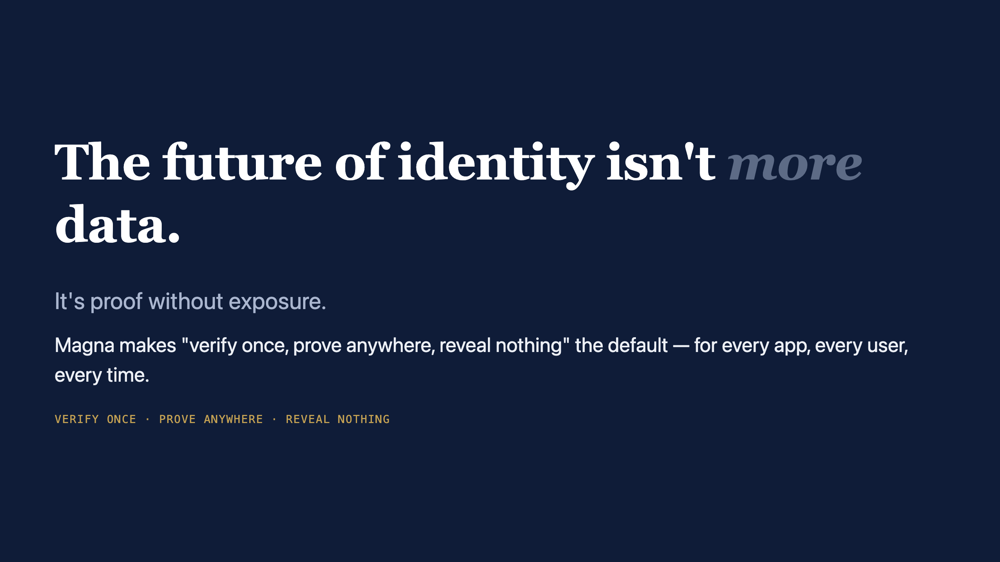 The future of identity isn't more
data.
It's proof without exposure.
Magna makes "verify once, prove anywhere, reveal nothing" the default — for every app, every user,
every time.
VERIFY ONCE · PROVE ANYWHERE · REVEAL NOTHING